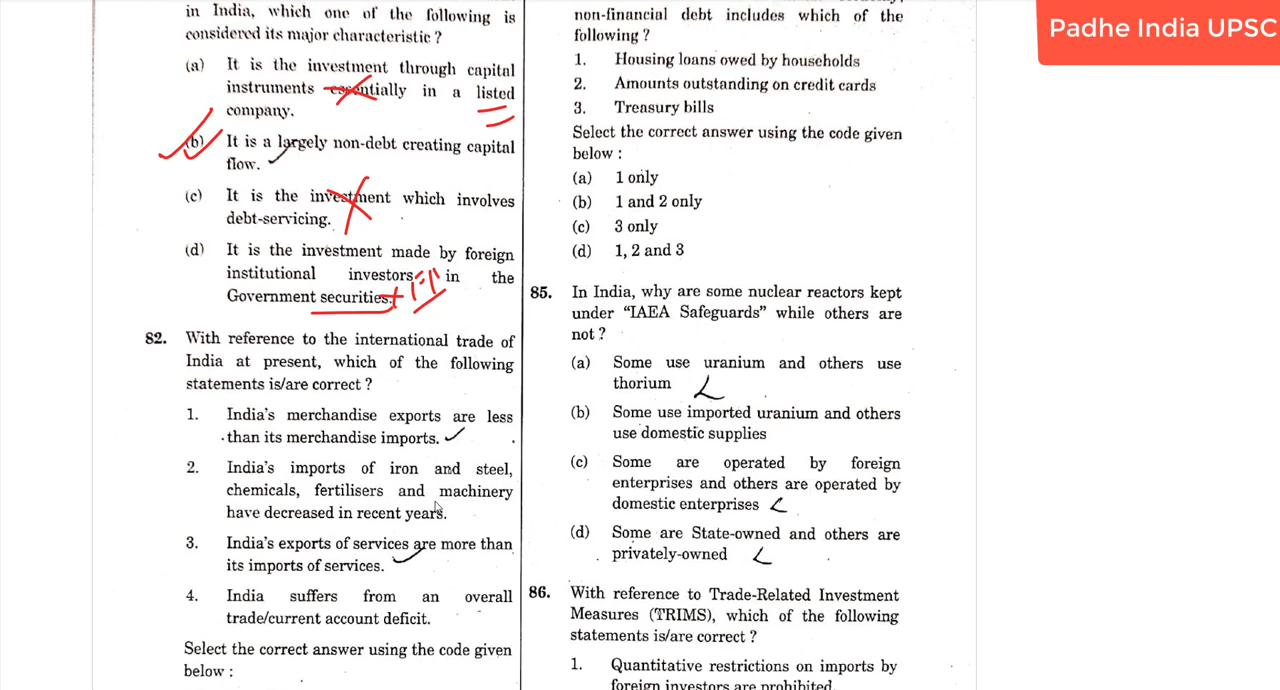 Padhe India UPSC
in India, which one of the following is
considered its major characteristic ?
(a) It is the investment through capital
instruments essentially in a listed
company.
(b) It is a largely non-debt creating capital
flow.
(c) It is the investment which involves
debt-servicing.
(d) It is the investment made by foreign
institutional investors in the
Government securities.
82. With reference to the international trade of
India at present, which of the following
statements is/are correct ?
1. India's merchandise exports are less
than its merchandise imports.
2. India's imports of iron and steel,
chemicals, fertilisers and machinery
have decreased in recent years.
3. India's exports of services are more than
its imports of services.
4. India suffers from an overall
trade/current account deficit.
Select the correct answer using the code given
below :
non-financial debt includes which of the
following ?
1. Housing loans owed by households
2. Amounts outstanding on credit cards
3. Treasury bills
Select the correct answer using the code given
below :
(a) 1 only
(b) 1 and 2 only
(c) 3 only
(d) 1, 2 and 3
85. In India, why are some nuclear reactors kept
under “IAEA Safeguards” while others are
not ?
(a) Some use uranium and others use
thorium
(b) Some use imported uranium and others
use domestic supplies
(c) Some are operated by foreign
enterprises and others are operated by
domestic enterprises
(d) Some are State-owned and others are
privately-owned
86. With reference to Trade-Related Investment
Measures (TRIMS), which of the following
statements is/are correct ?
1. Quantitative restrictions on imports by
foreign investors are prohibited.